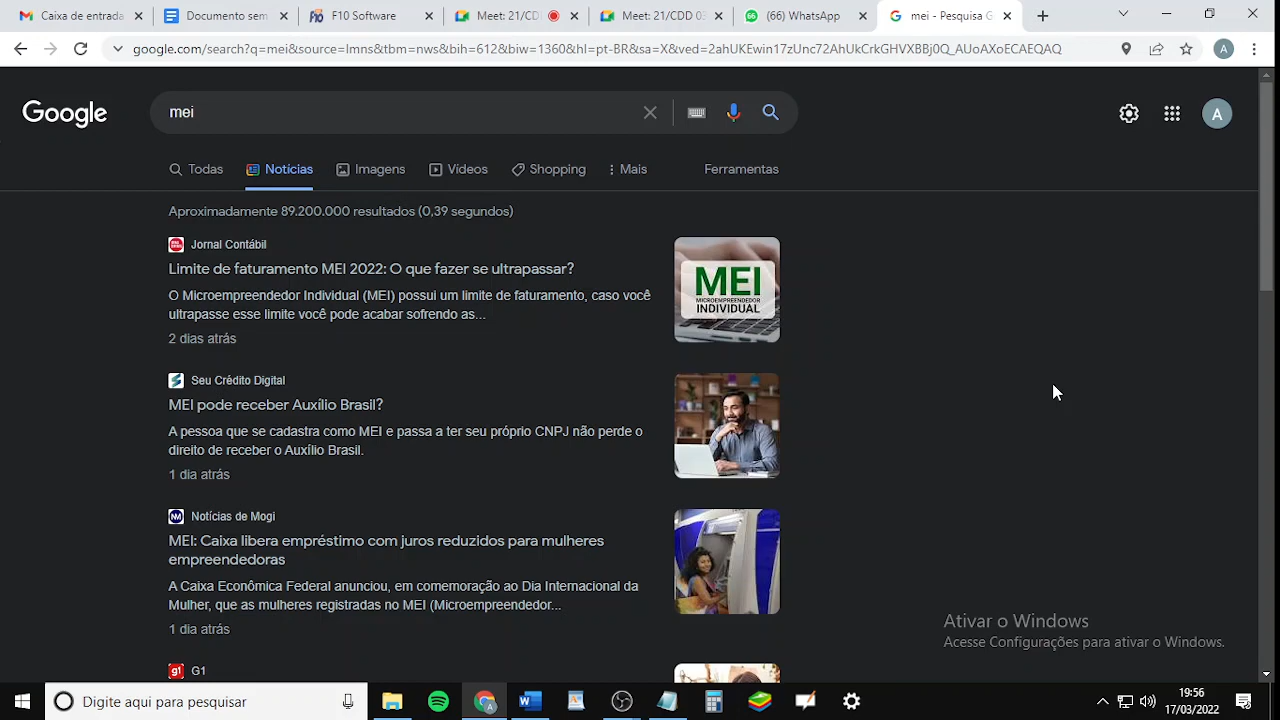 Caixa de entrada
Documento sem
F10 Software
Meet: 21/CD
Meet: 21/CDD 03
(66) WhatsApp
mei - Pesquisa G
google.com/search?q=mei&source=lmns&tbm=nws&bih=612&biw=1360&hl=pt-BR&sa=X&ved=2ahUKEwin17zUnc72AhUkCrkGHVXBBj0Q_AUoAXoECAEQAQ
A
Google
mei
A
Todas
Notícias
Imagens
Vídeos
Shopping
Mais
Ferramentas
Aproximadamente 89.200.000 resultados (0,39 segundos)
Jornal Contábil
Limite de faturamento MEI 2022: O que fazer se ultrapassar?
O Microempreendedor Individual (MEI) possui um limite de faturamento, caso você
ultrapasse esse limite você pode acabar sofrendo as...
2 dias atrás
MEI
MICROEMPREENDEDOR
INDIVIDUAL
Seu Crédito Digital
MEI pode receber Auxílio Brasil?
A pessoa que se cadastra como MEI e passa a ter seu próprio CNPJ não perde o
direito de receber o Auxílio Brasil.
1 dia atrás
NM
Notícias de Mogi
MEI: Caixa libera empréstimo com juros reduzidos para mulheres
empreendedoras
A Caixa Econômica Federal anunciou, em comemoração ao Dia Internacional da
Mulher, que as mulheres registradas no MEI (Microempreendedor...
1 dia atrás
g1
G1
Ativar o Windows
Acesse Configurações para ativar o Windows.
Digite aqui para pesquisar
19:56
17/03/2022